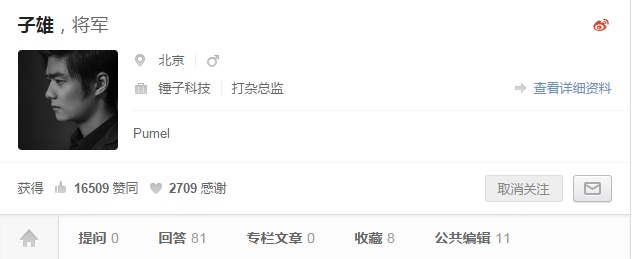 子雄，将军
北京
锤子科技 打杂总监 查看详细资料
Pumel
获得 16509 赞同 2709 感谢 取消关注
提问 0 回答 81 专栏文章 0 收藏 8 公共编辑 11